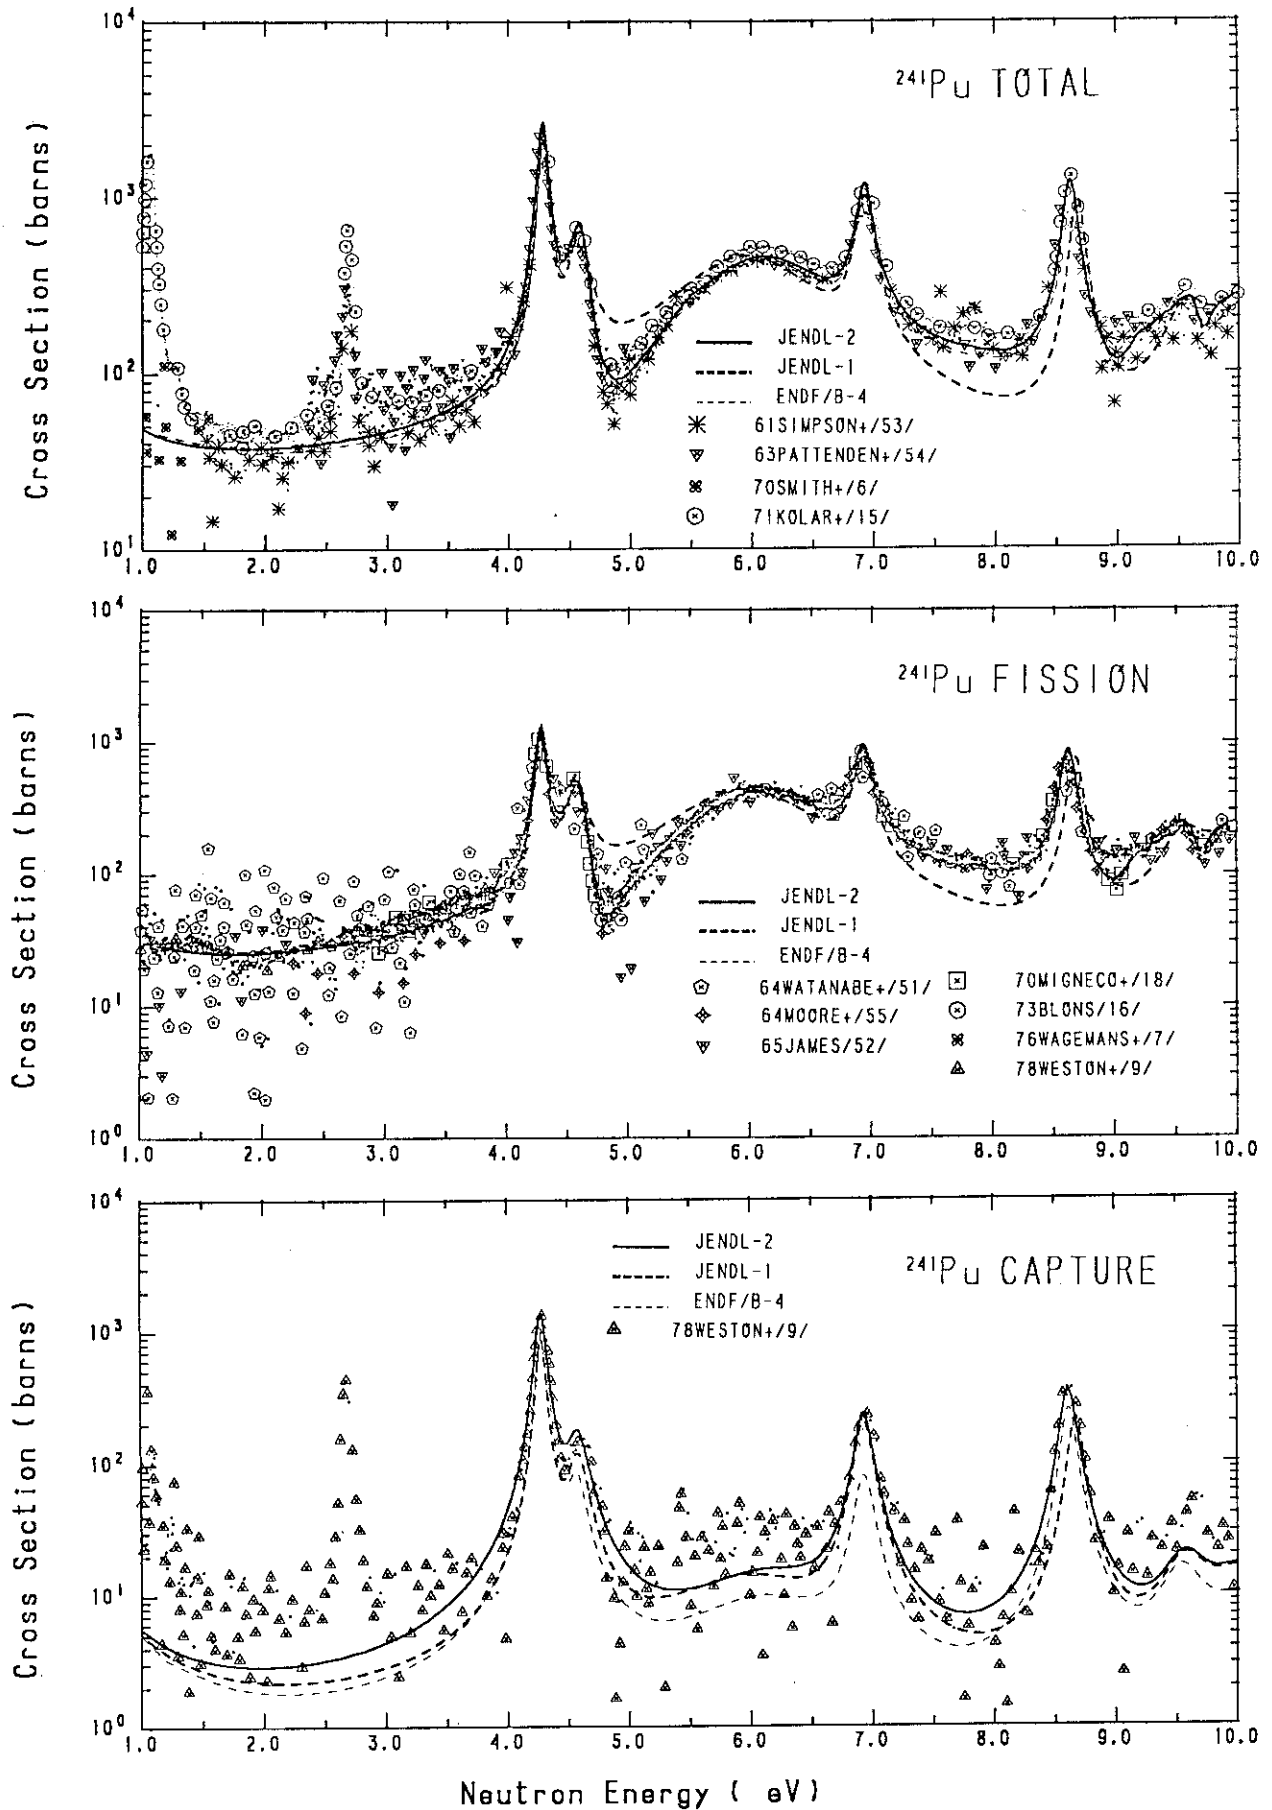 ²⁴¹Pu TOTAL
Cross Section (barns)
10⁴
10³
10²
10¹
JENDL-2
JENDL-1
ENDF/B-4
61SIMPSON+/53/
63PATTENDEN+/54/
70SMITH+/6/
71KOLAR+/15/
1.0 2.0 3.0 4.0 5.0 6.0 7.0 8.0 9.0 10.0
²⁴¹Pu FISSION
Cross Section (barns)
10⁴
10³
10²
10¹
10⁰
JENDL-2
JENDL-1
ENDF/B-4
64WATANABE+/51/
64MOORE+/55/
65JAMES/52/
70MIGNECO+/18/
73BLONS/16/
76WAGEMANS+/7/
78WESTON+/9/
1.0 2.0 3.0 4.0 5.0 6.0 7.0 8.0 9.0 10.0
²⁴¹Pu CAPTURE
Cross Section (barns)
10⁴
10³
10²
10¹
10⁰
JENDL-2
JENDL-1
ENDF/B-4
78WESTON+/9/
1.0 2.0 3.0 4.0 5.0 6.0 7.0 8.0 9.0 10.0
Neutron Energy ( eV)